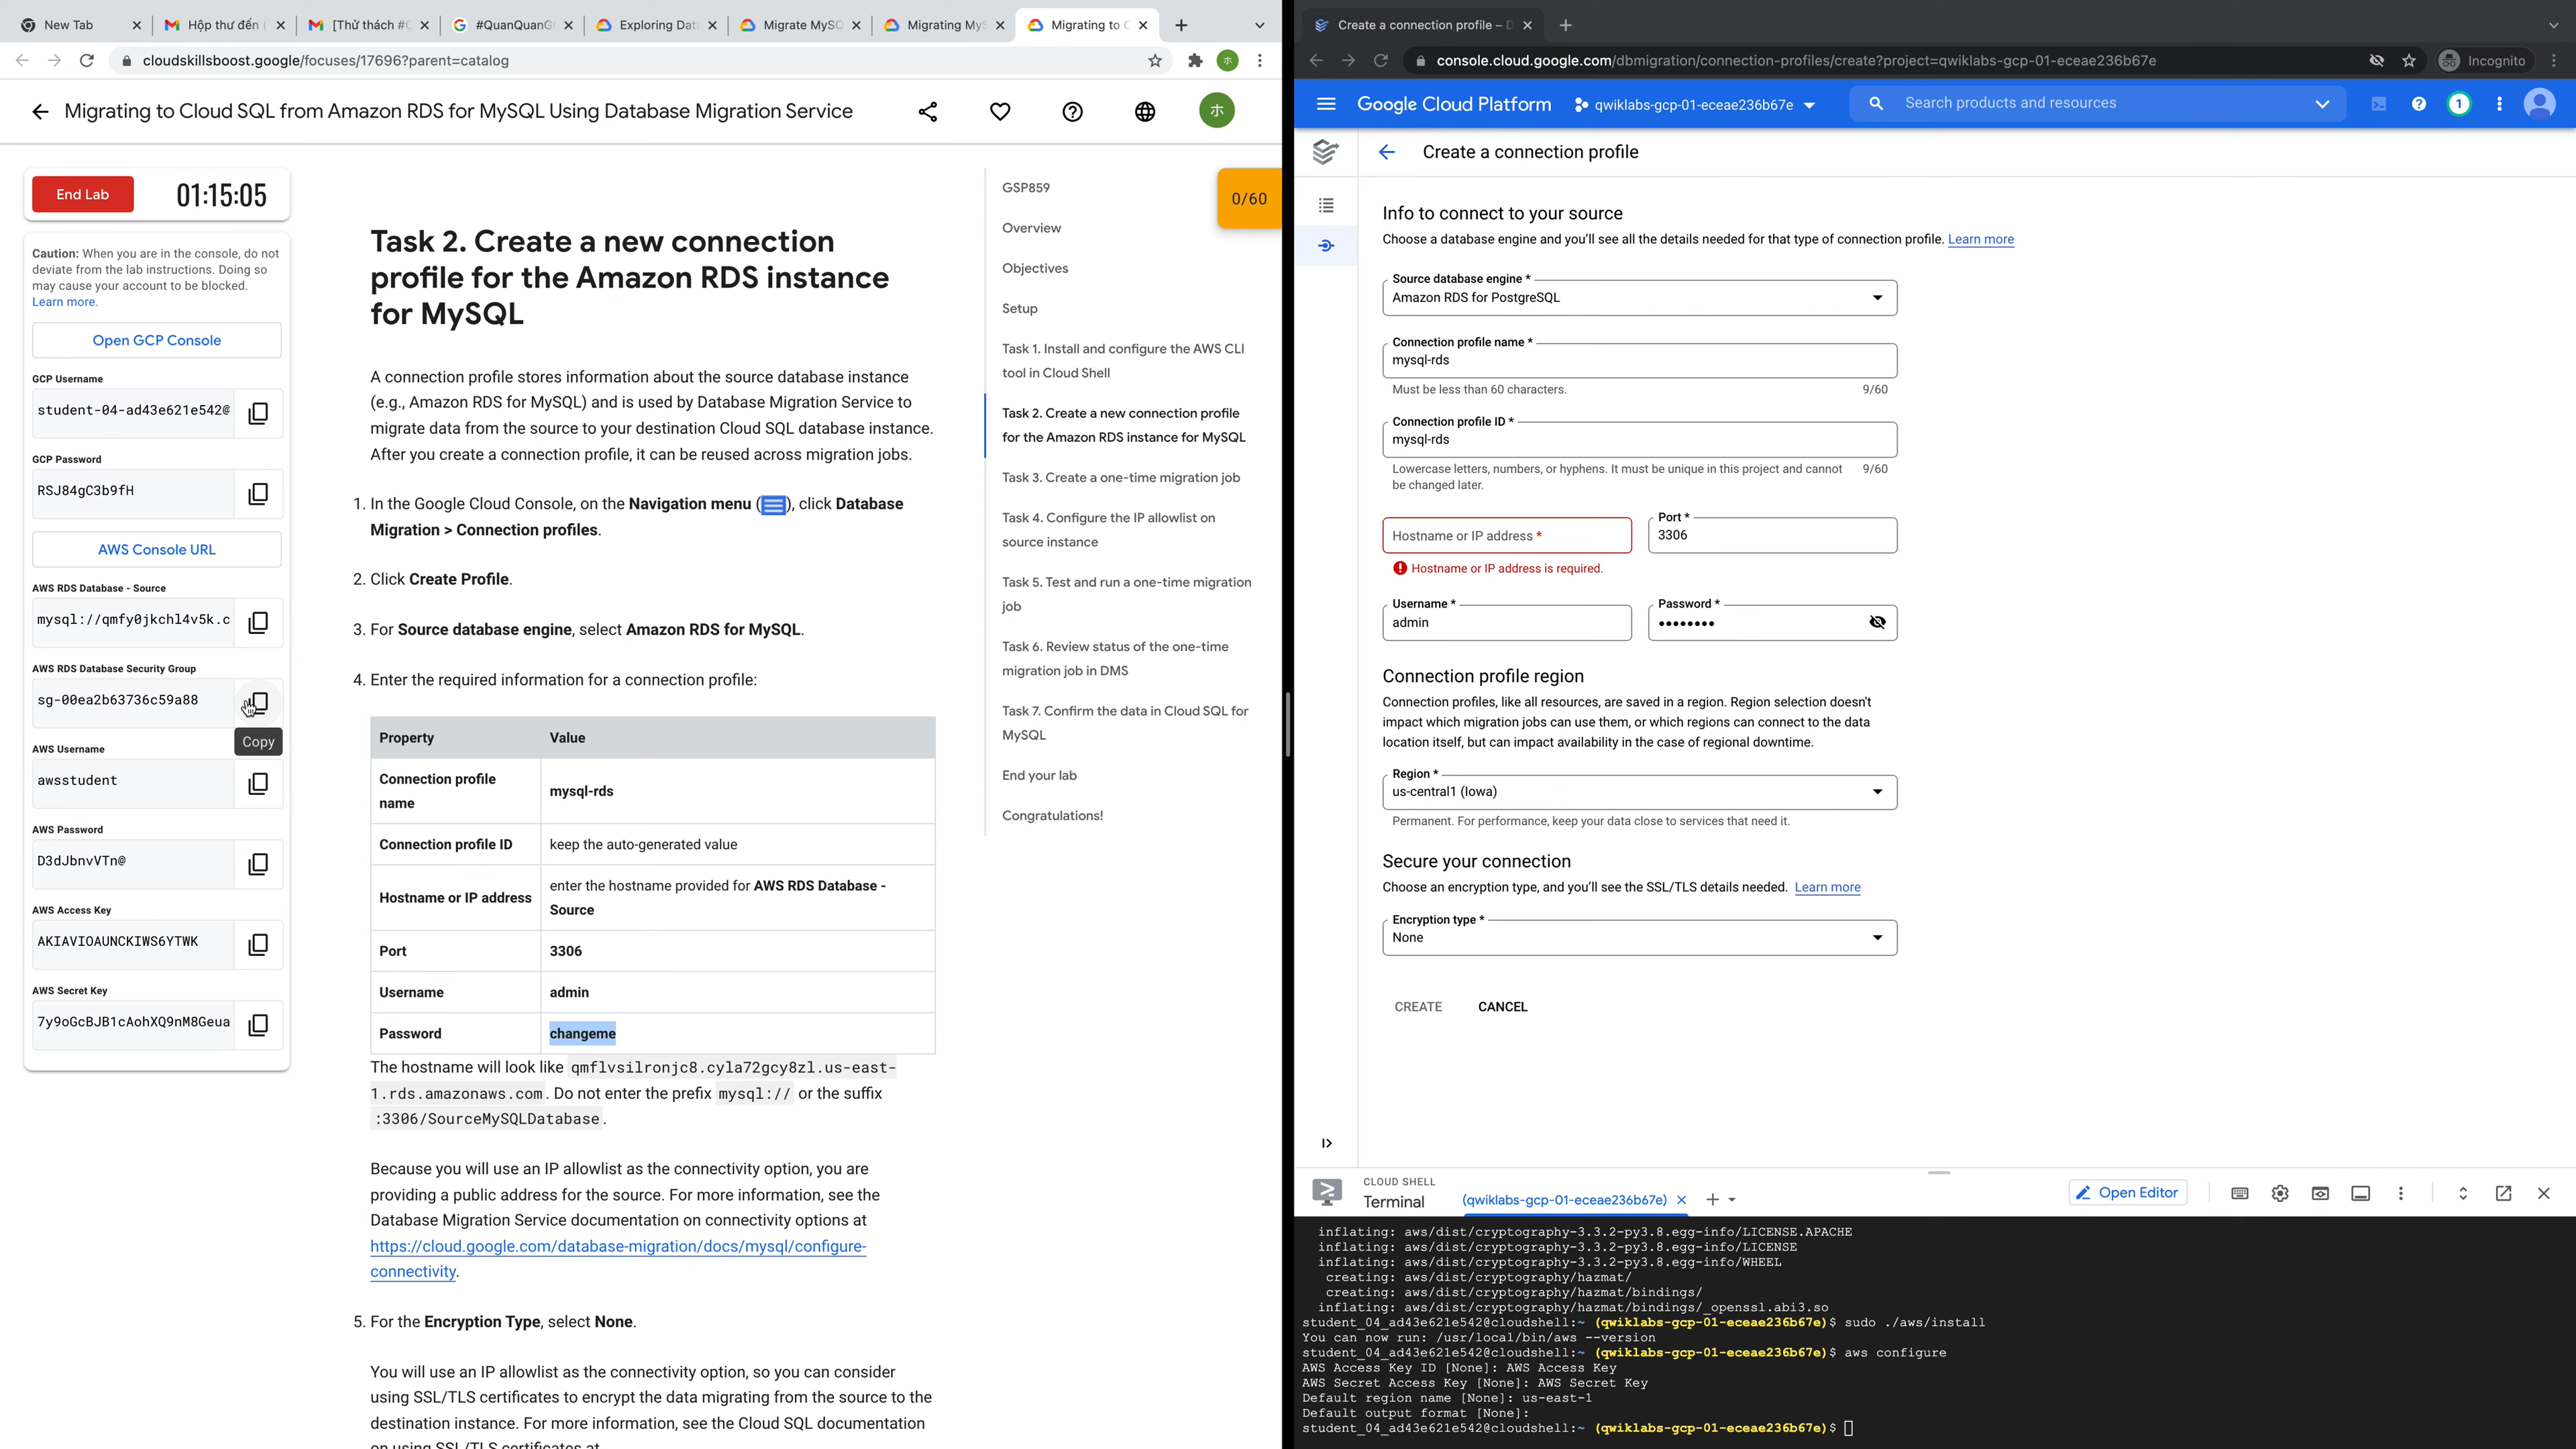 New Tab
Hộp thư đến (
[Thử thách #Q
#QuanQuanG
Exploring Dat
Migrate MySQ
Migrating MyS
Migrating to C
cloudskillsboost.google/focuses/17696?parent=catalog
Migrating to Cloud SQL from Amazon RDS for MySQL Using Database Migration Service
ホ
End Lab
01:15:05
Caution: When you are in the console, do not
deviate from the lab instructions. Doing so
may cause your account to be blocked.
Learn more.
Open GCP Console
GCP Username
student-04-ad43e621e542@
GCP Password
RSJ84gC3b9fH
AWS Console URL
AWS RDS Database - Source
mysql://qmfy0jkchl4v5k.c
AWS RDS Database Security Group
sg-00ea2b63736c59a88
Copy
AWS Username
awsstudent
AWS Password
D3dJbnvVTn@
AWS Access Key
AKIAVIOAUNCKIWS6YTWK
AWS Secret Key
7y9oGcBJB1cAohXQ9nM8Geua
Task 2. Create a new connection
profile for the Amazon RDS instance
for MySQL
A connection profile stores information about the source database instance
(e.g., Amazon RDS for MySQL) and is used by Database Migration Service to
migrate data from the source to your destination Cloud SQL database instance.
After you create a connection profile, it can be reused across migration jobs.
1. In the Google Cloud Console, on the Navigation menu ( ), click Database
Migration > Connection profiles.
2. Click Create Profile.
3. For Source database engine, select Amazon RDS for MySQL.
4. Enter the required information for a connection profile:
Property Value
Connection profile
name
mysql-rds
Connection profile ID keep the auto-generated value
Hostname or IP address
enter the hostname provided for AWS RDS Database -
Source
Port 3306
Username admin
Password changeme
The hostname will look like qmflvsilronjc8.cyla72gcy8zl.us-east-
1.rds.amazonaws.com. Do not enter the prefix mysql:// or the suffix
:3306/SourceMySQLDatabase.
Because you will use an IP allowlist as the connectivity option, you are
providing a public address for the source. For more information, see the
Database Migration Service documentation on connectivity options at
https://cloud.google.com/database-migration/docs/mysql/configure-
connectivity.
5. For the Encryption Type, select None.
You will use an IP allowlist as the connectivity option, so you can consider
using SSL/TLS certificates to encrypt the data migrating from the source to the
destination instance. For more information, see the Cloud SQL documentation
on using SSL/TLS certificates at
0/60
GSP859
Overview
Objectives
Setup
Task 1. Install and configure the AWS CLI
tool in Cloud Shell
Task 2. Create a new connection profile
for the Amazon RDS instance for MySQL
Task 3. Create a one-time migration job
Task 4. Configure the IP allowlist on
source instance
Task 5. Test and run a one-time migration
job
Task 6. Review status of the one-time
migration job in DMS
Task 7. Confirm the data in Cloud SQL for
MySQL
End your lab
Congratulations!
Create a connection profile – D
console.cloud.google.com/dbmigration/connection-profiles/create?project=qwiklabs-gcp-01-eceae236b67e
Incognito
Google Cloud Platform
qwiklabs-gcp-01-eceae236b67e
Search products and resources
1
Create a connection profile
Info to connect to your source
Choose a database engine and you'll see all the details needed for that type of connection profile. Learn more
Source database engine *
Amazon RDS for PostgreSQL
Connection profile name *
mysql-rds
Must be less than 60 characters. 9/60
Connection profile ID *
mysql-rds
Lowercase letters, numbers, or hyphens. It must be unique in this project and cannot 9/60
be changed later.
Hostname or IP address *
Hostname or IP address is required.
Port *
3306
Username *
admin
Password *
••••••••
Connection profile region
Connection profiles, like all resources, are saved in a region. Region selection doesn't
impact which migration jobs can use them, or which regions can connect to the data
location itself, but can impact availability in the case of regional downtime.
Region *
us-central1 (Iowa)
Permanent. For performance, keep your data close to services that need it.
Secure your connection
Choose an encryption type, and you'll see the SSL/TLS details needed. Learn more
Encryption type *
None
CREATE CANCEL
CLOUD SHELL
Terminal
(qwiklabs-gcp-01-eceae236b67e)
Open Editor
inflating: aws/dist/cryptography-3.3.2-py3.8.egg-info/LICENSE.APACHE
inflating: aws/dist/cryptography-3.3.2-py3.8.egg-info/LICENSE
inflating: aws/dist/cryptography-3.3.2-py3.8.egg-info/WHEEL
creating: aws/dist/cryptography/hazmat/
creating: aws/dist/cryptography/hazmat/bindings/
inflating: aws/dist/cryptography/hazmat/bindings/_openssl.abi3.so
student_04_ad43e621e542@cloudshell:~ (qwiklabs-gcp-01-eceae236b67e)$ sudo ./aws/install
You can now run: /usr/local/bin/aws --version
student_04_ad43e621e542@cloudshell:~ (qwiklabs-gcp-01-eceae236b67e)$ aws configure
AWS Access Key ID [None]: AWS Access Key
AWS Secret Access Key [None]: AWS Secret Key
Default region name [None]: us-east-1
Default output format [None]:
student_04_ad43e621e542@cloudshell:~ (qwiklabs-gcp-01-eceae236b67e)$